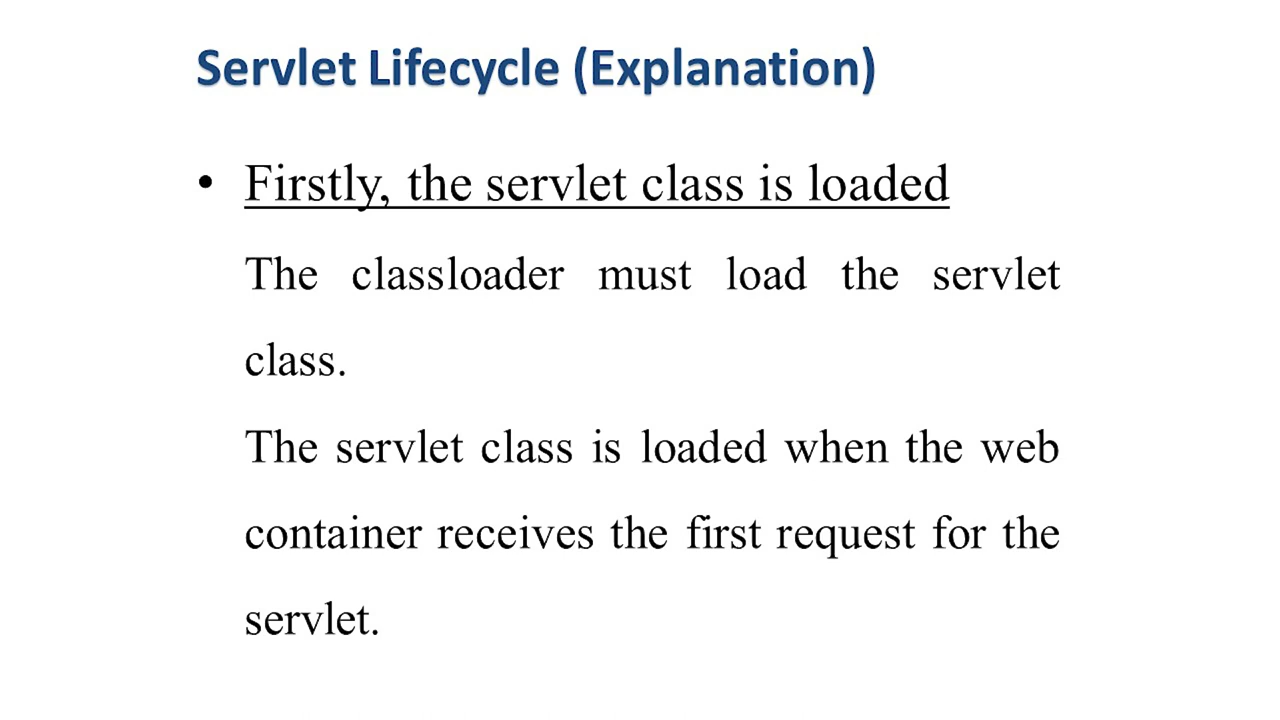 Servlet Lifecycle (Explanation)
• Firstly, the servlet class is loaded
The classloader must load the servlet
class.
The servlet class is loaded when the web
container receives the first request for the
servlet.